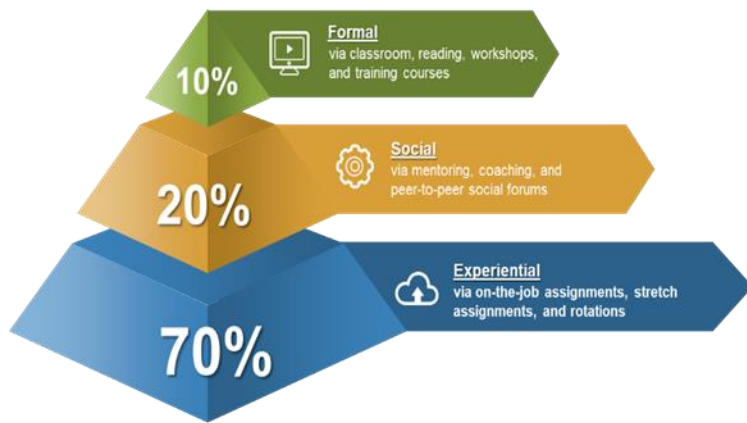 Formal
via classroom, reading, workshops,
and training courses
10%
Social
via mentoring, coaching, and
peer-to-peer social forums
20%
Experiential
via on-the-job assignments, stretch
assignments, and rotations
70%